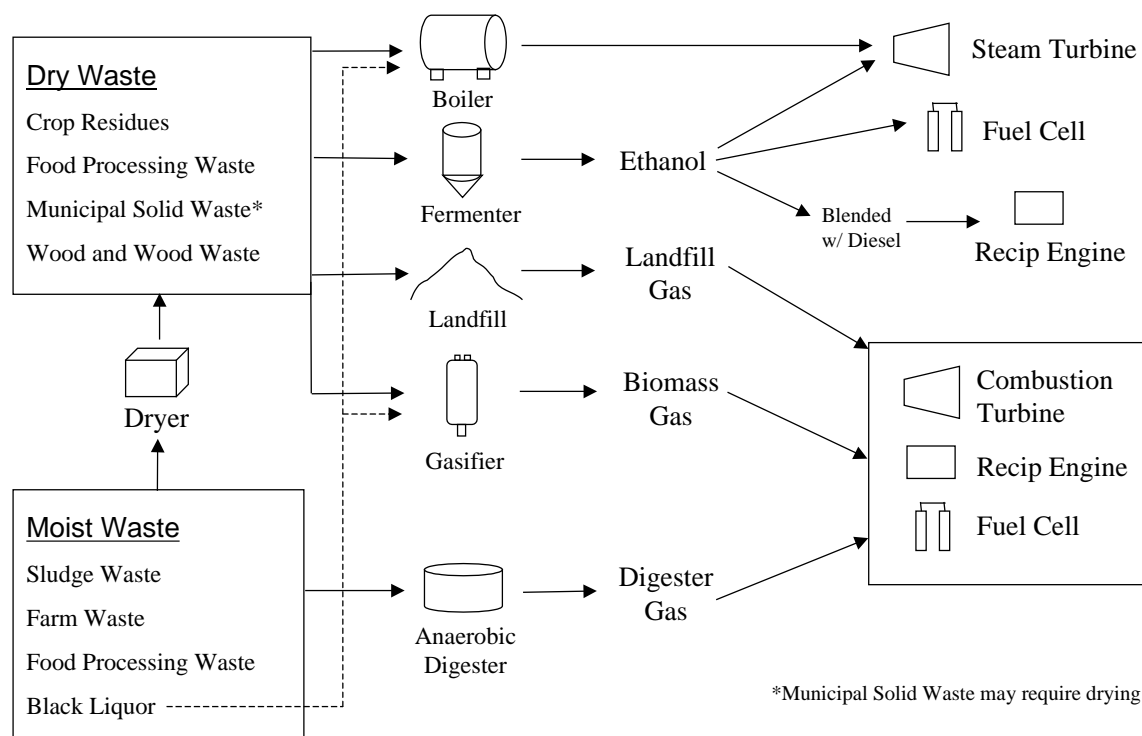 Dry Waste
Crop Residues
Food Processing Waste
Municipal Solid Waste*
Wood and Wood Waste
Dryer
Moist Waste
Sludge Waste
Farm Waste
Food Processing Waste
Black Liquor
Boiler
Fermenter
Landfill
Gasifier
Anaerobic
Digester
Ethanol
Blended
w/ Diesel
Landfill
Gas
Biomass
Gas
Digester
Gas
Steam Turbine
Fuel Cell
Recip Engine
Combustion
Turbine
Recip Engine
Fuel Cell
*Municipal Solid Waste may require drying